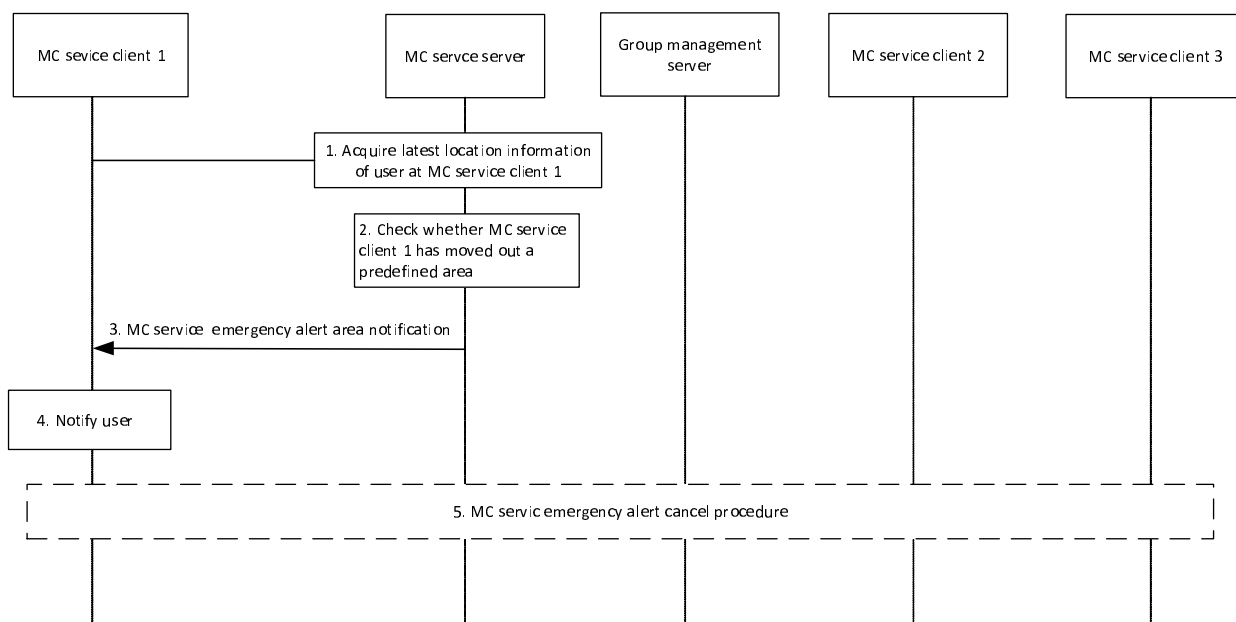 MC sevice client 1
MC servce server
Group management
server
MC service client 2
MC service client 3
1. Acquire latest location information
of user at MC service client 1
2. Check whether MC service
client 1 has moved out a
predefined area
3. MC service emergency alert area notification
4. Notify user
5. MC servic emergency alert cancel procedure